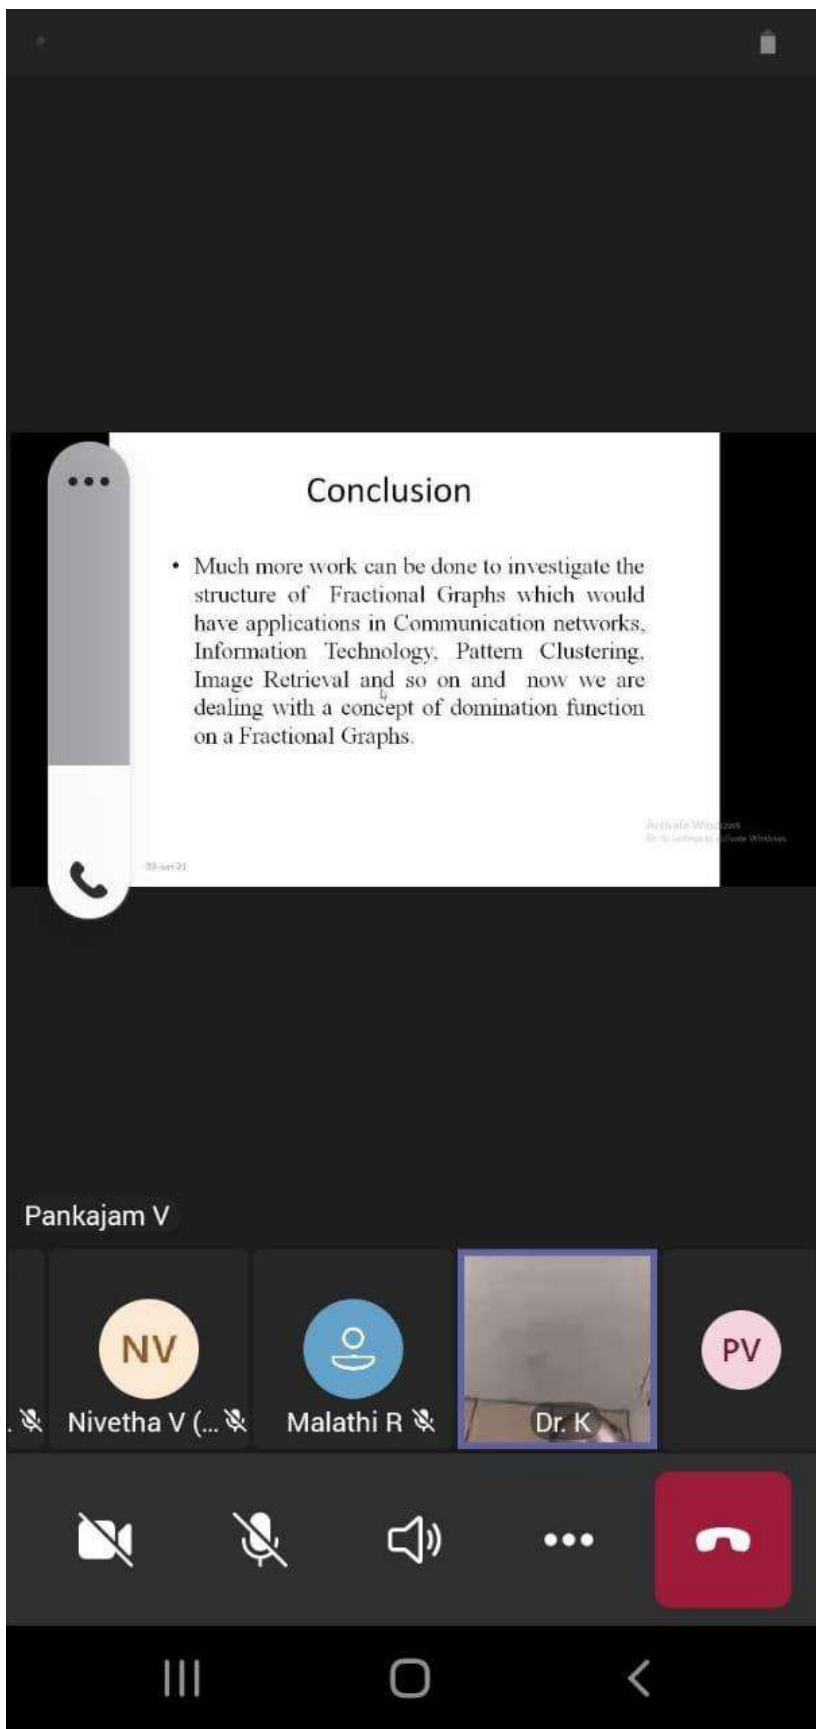 Conclusion
• Much more work can be done to investigate the
structure of Fractional Graphs which would
have applications in Communication networks,
Information Technology, Pattern Clustering,
Image Retrieval and so on and now we are
dealing with a concept of domination function
on a Fractional Graphs.
Activate Windows
Pankajam V
NV
PV
Nivetha V (...
Malathi R
Dr. K